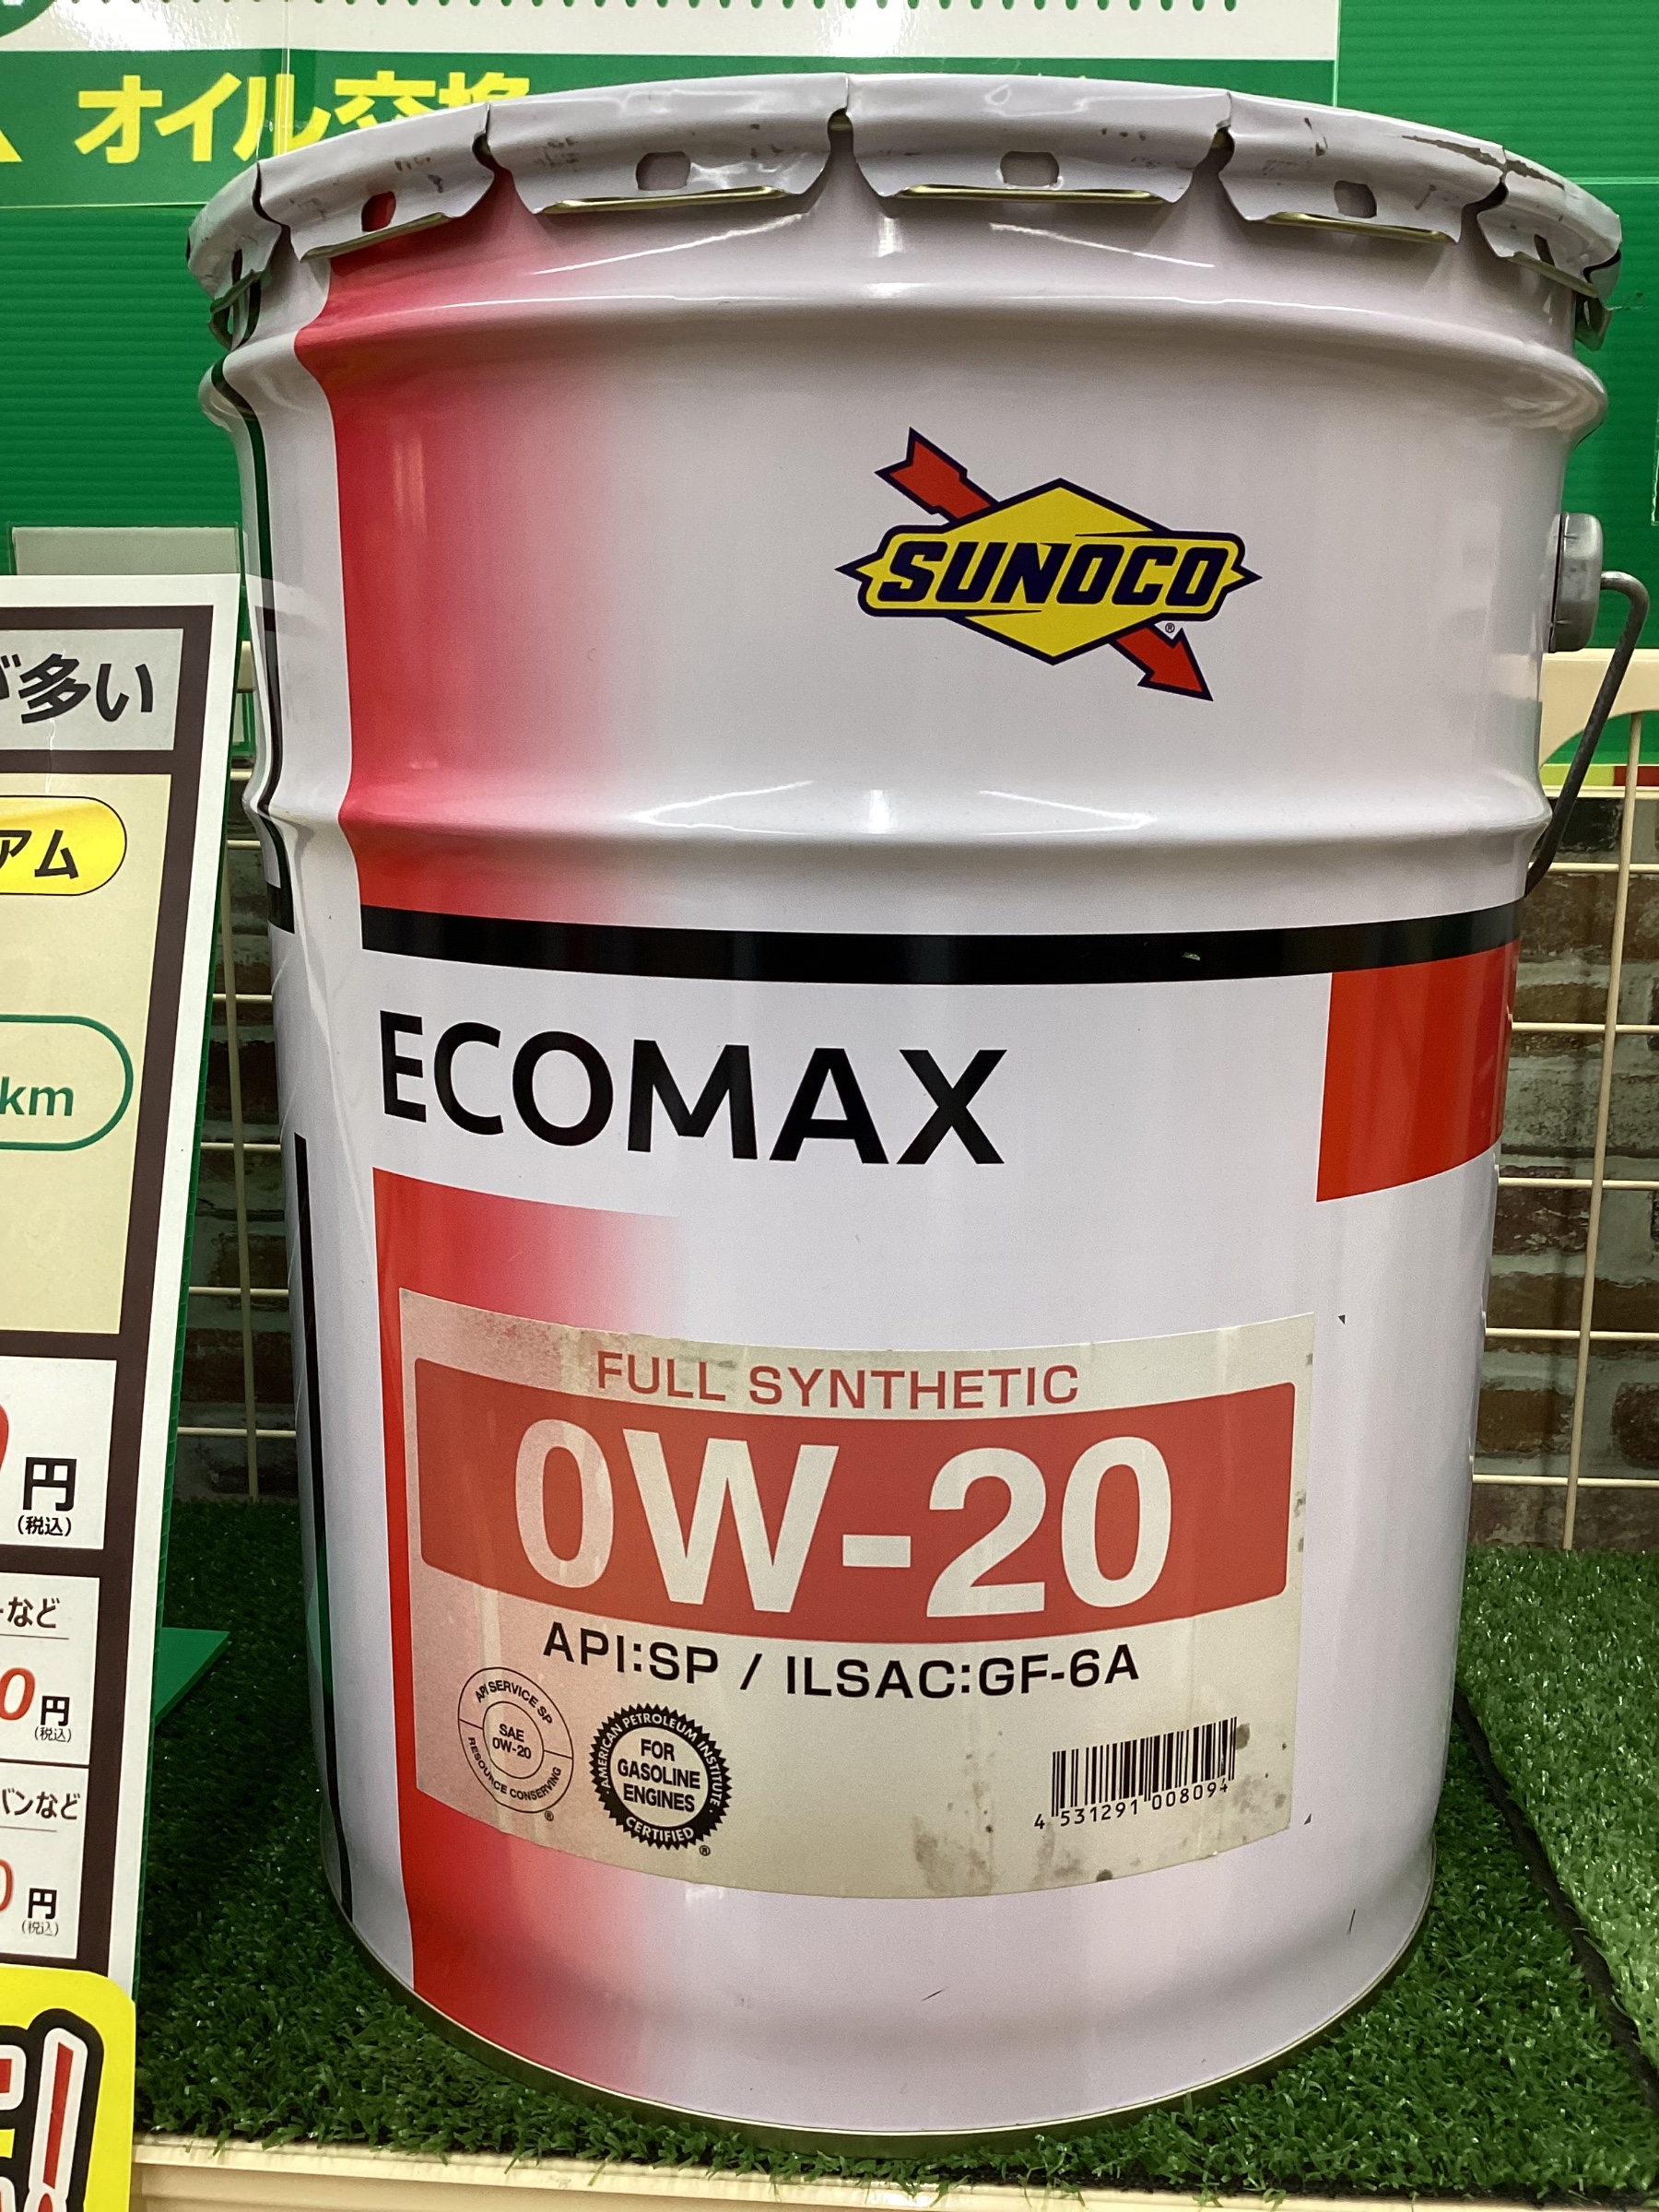 オイル交換
が多い
アム
km
円
(税込)
など
0円
(税込)
バンなど
円
(税込)
SUNOCO
®
ECOMAX
FULL SYNTHETIC
0W-20
API:SP / ILSAC:GF-6A
API SERVICE SP
SAE
0W-20
RESOURCE CONSERVING
®
AMERICAN PETROLEUM INSTITUTE
FOR
GASOLINE
ENGINES
CERTIFIED
®
4 531291 008094